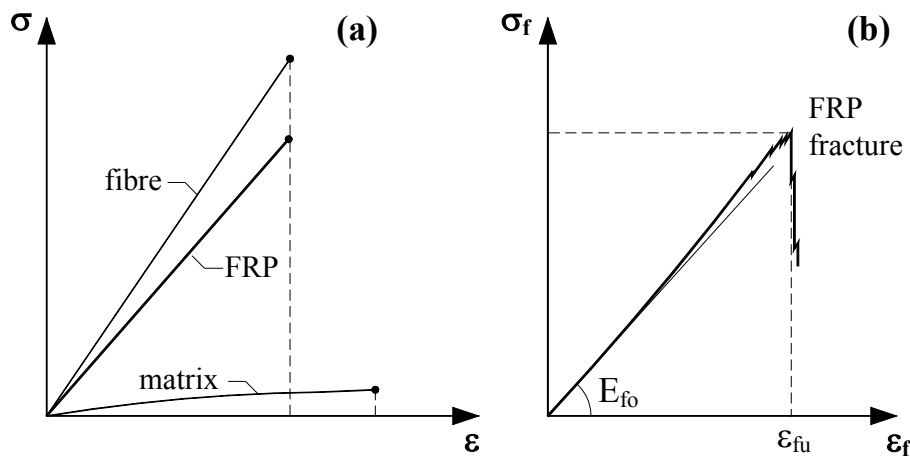 σ
(a)
fibre
FRP
matrix
ε
σf
(b)
FRP
fracture
Efo
εfu
εf